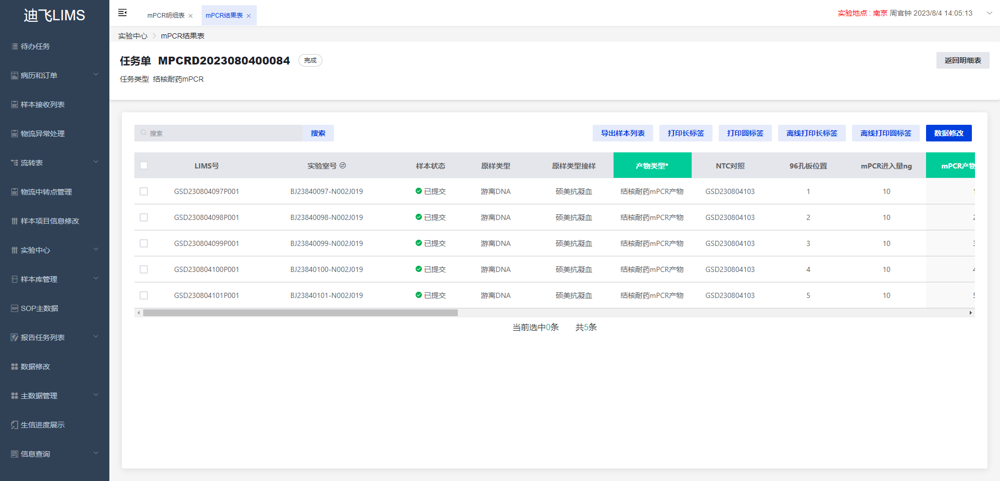 迪飞LIMS
待办任务
病历和订单
样本接收列表
物流异常处理
流转表
物流中转点管理
样本项目信息修改
实验中心
样本库管理
SOP主数据
报告任务列表
数据修改
主数据管理
生信进度展示
信息查询
mPCR明细表 × mPCR结果表 ×
实验地点 : 南京 周官钟 2023/8/4 14:05:13
实验中心 > mPCR结果表
任务单 MPCRD2023080400084 完成
返回明细表
任务类型 结核耐药mPCR
搜索 搜索 导出样本列表 打印长标签 打印圆标签 离线打印长标签 离线打印圆标签 数据修改
LIMS号 实验室号 样本状态 原样类型 原样类型接样 产物类型* NTC对照 96孔板位置 mPCR进入量ng mPCR产物
GSD230804097P001 BJ23840097-N002J019 已提交 游离DNA 硕美抗凝血 结核耐药mPCR产物 GSD230804103 1 10 1
GSD230804098P001 BJ23840098-N002J019 已提交 游离DNA 硕美抗凝血 结核耐药mPCR产物 GSD230804103 2 10 2
GSD230804099P001 BJ23840099-N002J019 已提交 游离DNA 硕美抗凝血 结核耐药mPCR产物 GSD230804103 3 10 3
GSD230804100P001 BJ23840100-N002J019 已提交 游离DNA 硕美抗凝血 结核耐药mPCR产物 GSD230804103 4 10 4
GSD230804101P001 BJ23840101-N002J019 已提交 游离DNA 硕美抗凝血 结核耐药mPCR产物 GSD230804103 5 10 5
当前选中0条 共5条